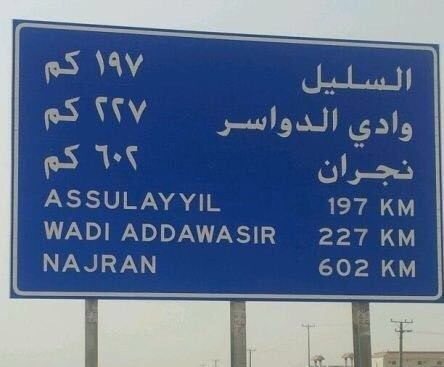 السليل ١٩٧ كم
وادي الدواسر ٢٢٧ كم
نجران ٦٠٢ كم
ASSULAYYIL 197 KM
WADI ADDAWASIR 227 KM
NAJRAN 602 KM